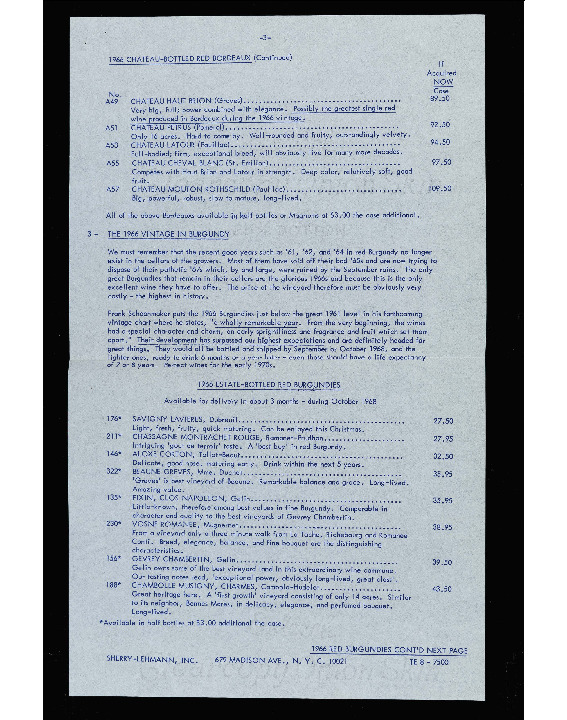 -3-
1966 CHATEAU-BOTTLED RED BORDEAUX (Continued)
If
Acquired
NOW
No. Case
A49 CHATEAU HAUT BRION (Graves) 89.50
Very big, full; power combined with elegance. Possibly the greatest single red
wine produced in Bordeaux during the 1966 vintage.
A51 CHATEAU (Pomerol) 92.50
Only 16 acres. Hard to come by. Well-rounded and fruity, outstandingly velvety.
CHATEAU LATOUR (Pauillac) 94.50
Full-bodied; firm, exceptional breed, will obviously live for many more decades.
A55 CHATEAU CHEVAL BLANC (St. Emilion) 97.50
Competes with Haut Brion and Latour in strength. Deep color, relatively soft, good
fruit.
A57 CHATEAU MOUTON ROTHSCHILD (Pauillac) 109.50
Big, powerful, robust, slow to mature, long-lived.
All of the above Bordeaux available in half bottles or Magnums at $3.00 the case additional.
3 - THE 1966 VINTAGE IN BURGUNDY
We must remember that the recent good years such as '61, '62, and '64 in red Burgundy no longer
exist in the cellars of the growers. Most of them have sold off their bad '65s and are now trying to
dispose of their pathetic '67s which, by and large, were ruined by the September rains. The only
great Burgundies that remain in their cellars are the glorious 1966s and because this is the only
excellent wine they have to offer. The price at the vineyard therefore must be obviously very
costly - the highest in history.
Frank Schoonmaker puts the 1966 Burgundies just below the great 1961 level in his forthcoming
vintage chart where he states, "a wholly remarkable year. From the very beginning, the wines
had a special character and charm, an early sprightliness and fragrance and fruit which set them
apart." Their development has surpassed our highest expectations and are definitely headed for
great things. They would all be bottled and shipped by September or October 1968, and the
lighter ones, ready to drink 6 months or a year later - even these should have a life expectancy
of 7 or 8 years. Perfect wines for the early 1970s.
1966 ESTATE-BOTTLED RED BURGUNDIES
Available for delivery in about 3 months - during October 1968
176* SAVIGNY LAVIERES, 27.50
Light, fresh, fruity, quick maturing. Can be enjoyed this Christmas.
211* CHASSAGNE MONTRACHET ROUGE, Ramonet-Prudhon 27.95
Intriguing 'gout de terroir' taste. A 'best buy' in red Burgundy.
146* ALOXE CORTON, Tollot-Beaut 32.50
Delicate, good nose, maturing early. Drink within the next 5 years.
322* BEAUNE GREVES, Mme. 35.95
'Greves' is best vineyard of Beaune. Remarkable balance and grace. Long-lived.
Amazing value.
135* FIXIN, CLOS NAPOLEON, Gelin 35.95
Little-known, therefore among best values in fine Burgundy. Comparable in
character and quality to the best vineyards of Gevrey Chambertin.
230* VOSNE ROMANEE, Mugneret 38.95
From a vineyard only a three minute walk from La Tache, Richebourg and Romanee
Conti. Breed, elegance, balance, and fine bouquet are the distinguishing
characteristics.
156* GEVREY CHAMBERTIN, Gelin 39.50
Gelin owns some of the best vineyard land in this extraordinary wine commune.
Our tasting notes read, 'exceptional power, obviously long-lived, great class.'
188* CHAMBOLLE MUSIGNY, CHARMES, 43.50
Great heritage here. A 'first growth' vineyard consisting of only 14 acres. Similar
to its neighbor, Bonnes Mares, in delicacy, elegance, and perfumed bouquet.
Long-lived.
*Available in half bottles at $3.00 additional the case.
1966 RED BURGUNDIES CONT'D NEXT PAGE
SHERRY-LEHMANN, INC. 679 MADISON AVE., N. Y. C. 10021 TE 8 - 7500